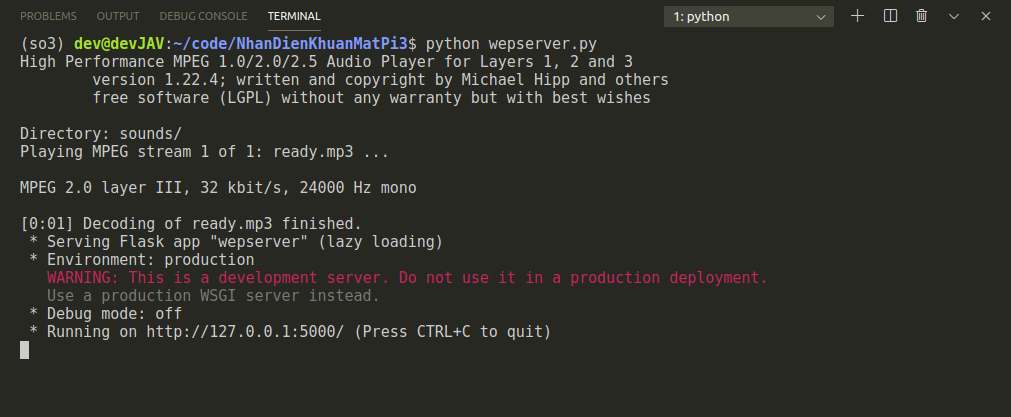 PROBLEMS OUTPUT DEBUG CONSOLE TERMINAL 1: python
(so3) dev@devJAV:~/code/NhanDienKhuanMatPi3$ python wepserver.py
High Performance MPEG 1.0/2.0/2.5 Audio Player for Layers 1, 2 and 3
version 1.22.4; written and copyright by Michael Hipp and others
free software (LGPL) without any warranty but with best wishes
Directory: sounds/
Playing MPEG stream 1 of 1: ready.mp3 ...
MPEG 2.0 layer III, 32 kbit/s, 24000 Hz mono
[0:01] Decoding of ready.mp3 finished.
* Serving Flask app "wepserver" (lazy loading)
* Environment: production
WARNING: This is a development server. Do not use it in a production deployment.
Use a production WSGI server instead.
* Debug mode: off
* Running on http://127.0.0.1:5000/ (Press CTRL+C to quit)